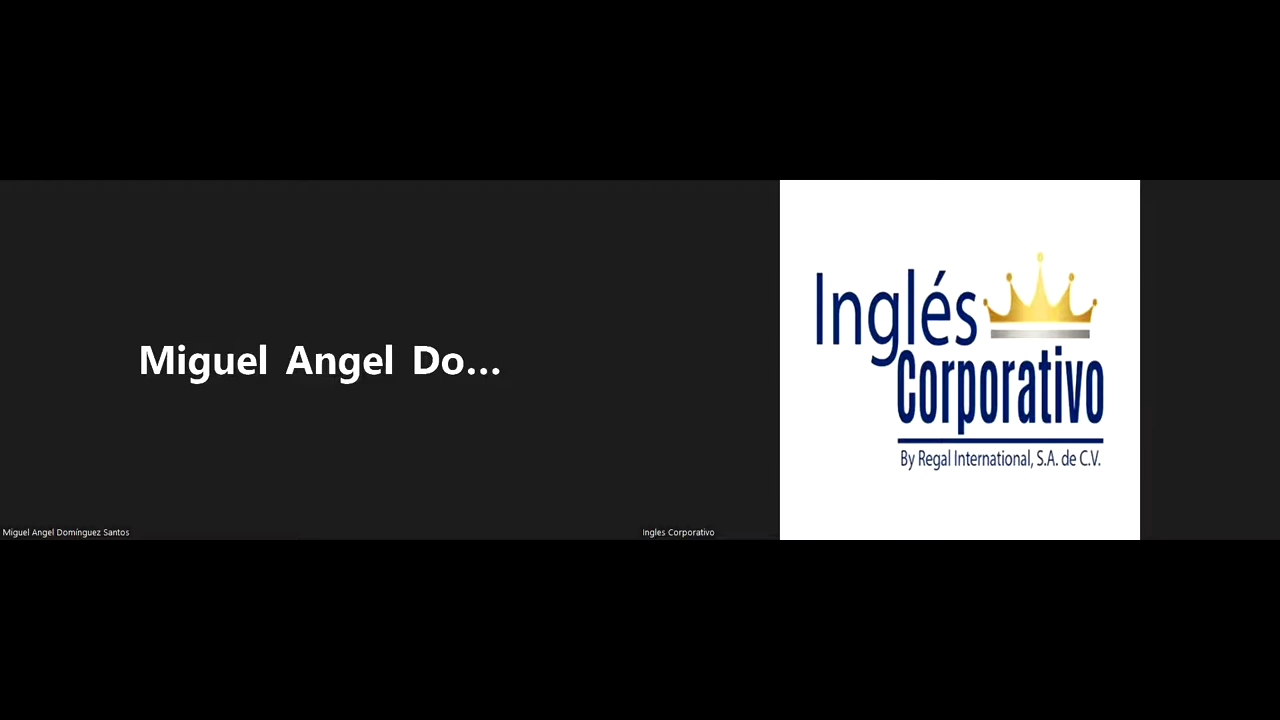 Miguel Angel Do...
Miguel Angel Domínguez Santos
Ingles Corporativo
Inglés
Corporativo
By Regal International, S.A. de C.V.